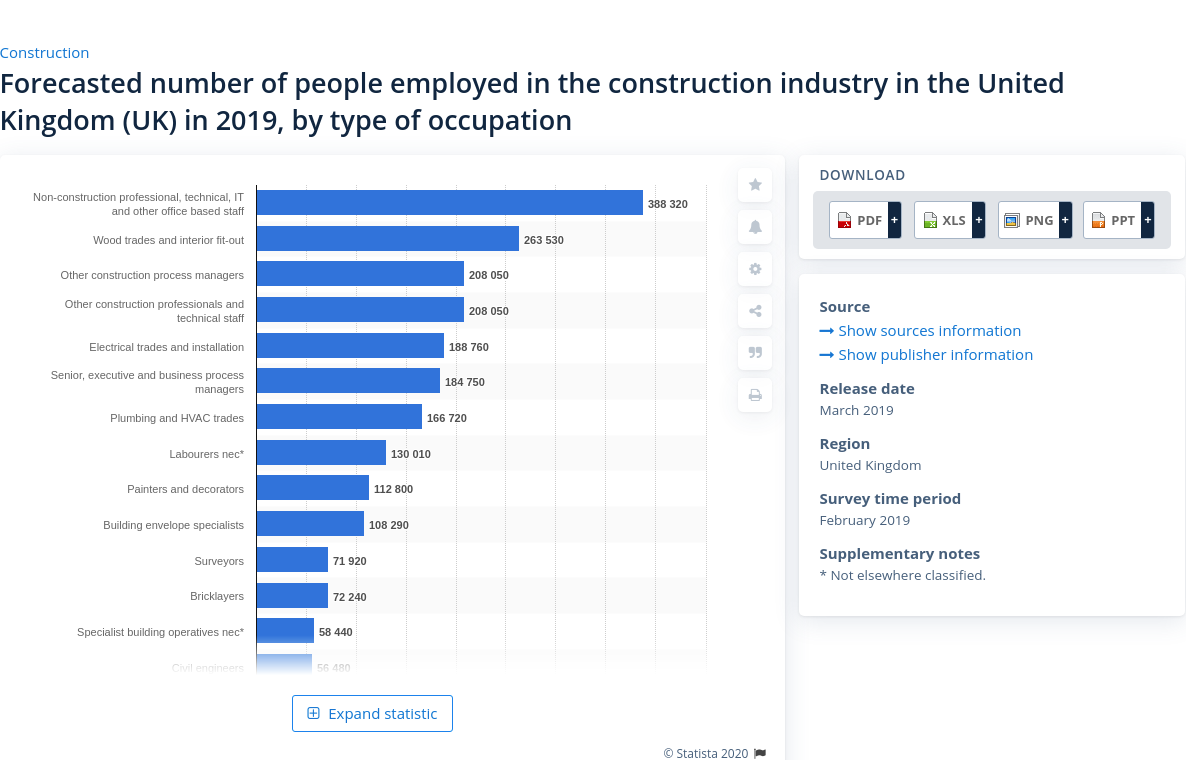 Construction
Forecasted number of people employed in the construction industry in the United
Kingdom (UK) in 2019, by type of occupation
Non-construction professional, technical, IT
and other office based staff
388 320
Wood trades and interior fit-out
263 530
Other construction process managers
208 050
Other construction professionals and
technical staff
208 050
Electrical trades and installation
188 760
Senior, executive and business process
managers
184 750
Plumbing and HVAC trades
166 720
Labourers nec*
130 010
Painters and decorators
112 800
Building envelope specialists
108 290
Surveyors
71 920
Bricklayers
72 240
Specialist building operatives nec*
58 440
Civil engineers
56 480
Expand statistic
© Statista 2020
DOWNLOAD
PDF +
XLS +
PNG +
PPT +
Source
Show sources information
Show publisher information
Release date
March 2019
Region
United Kingdom
Survey time period
February 2019
Supplementary notes
* Not elsewhere classified.